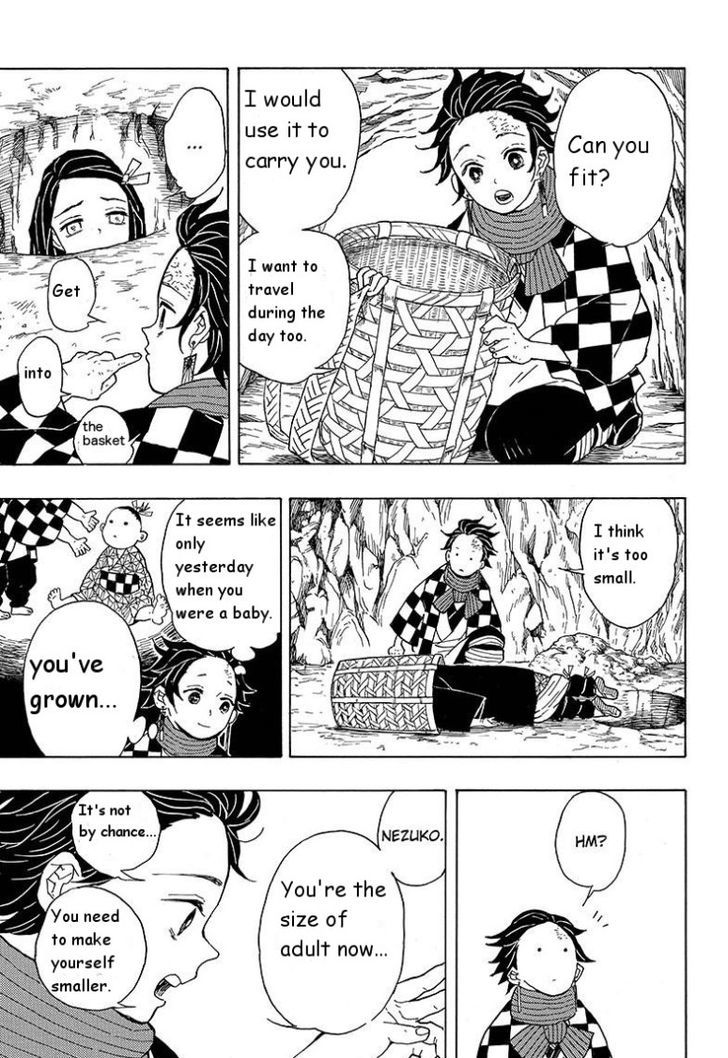 Can you
fit?
I would
use it to
carry you.
I want to
travel
during the
day too.
...
Get
into
the
basket
I think
it's too
small.
It seems like
only
yesterday
when you
were a baby.
you've
grown...
HM?
NEZUKO.
You're the
size of
adult now...
It's not
by chance...
You need
to make
yourself
smaller.